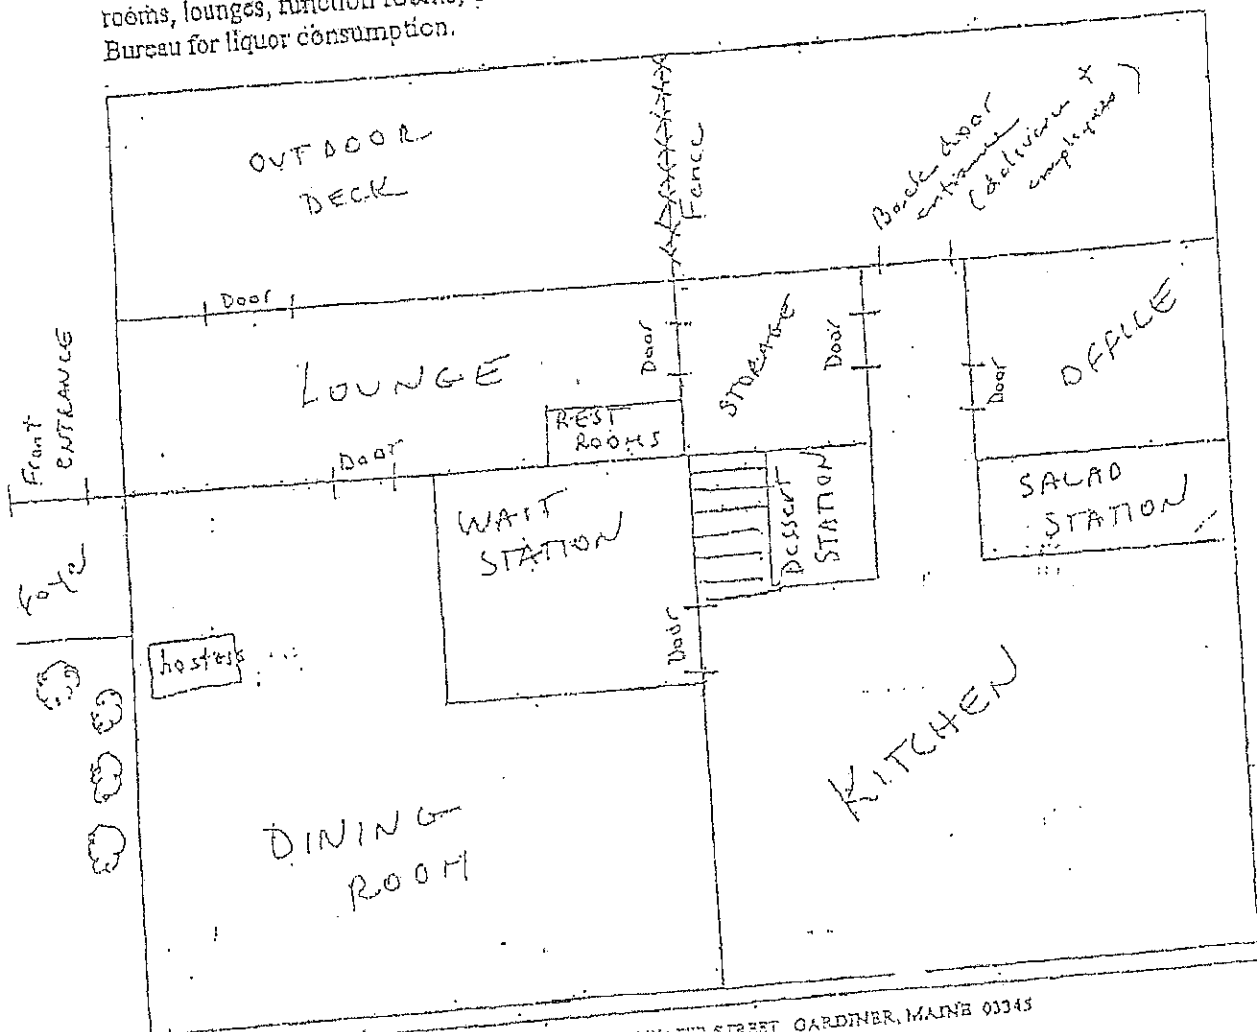 rooms, lounges, function rooms,
Bureau for liquor consumption.
OUTDOOR
DECK
Fence
Back door
entrance
(deliveries &
employees)
Door
LOUNGE
Door
STORAGE
Door
Door
OFFICE
Front
ENTRANCE
REST
ROOMS
Door
WAIT
STATION
Dessert
STATION
SALAD
STATION
hostess
Door
KITCHEN
DINING
ROOM
STREET GARDINER, MAINE 03345